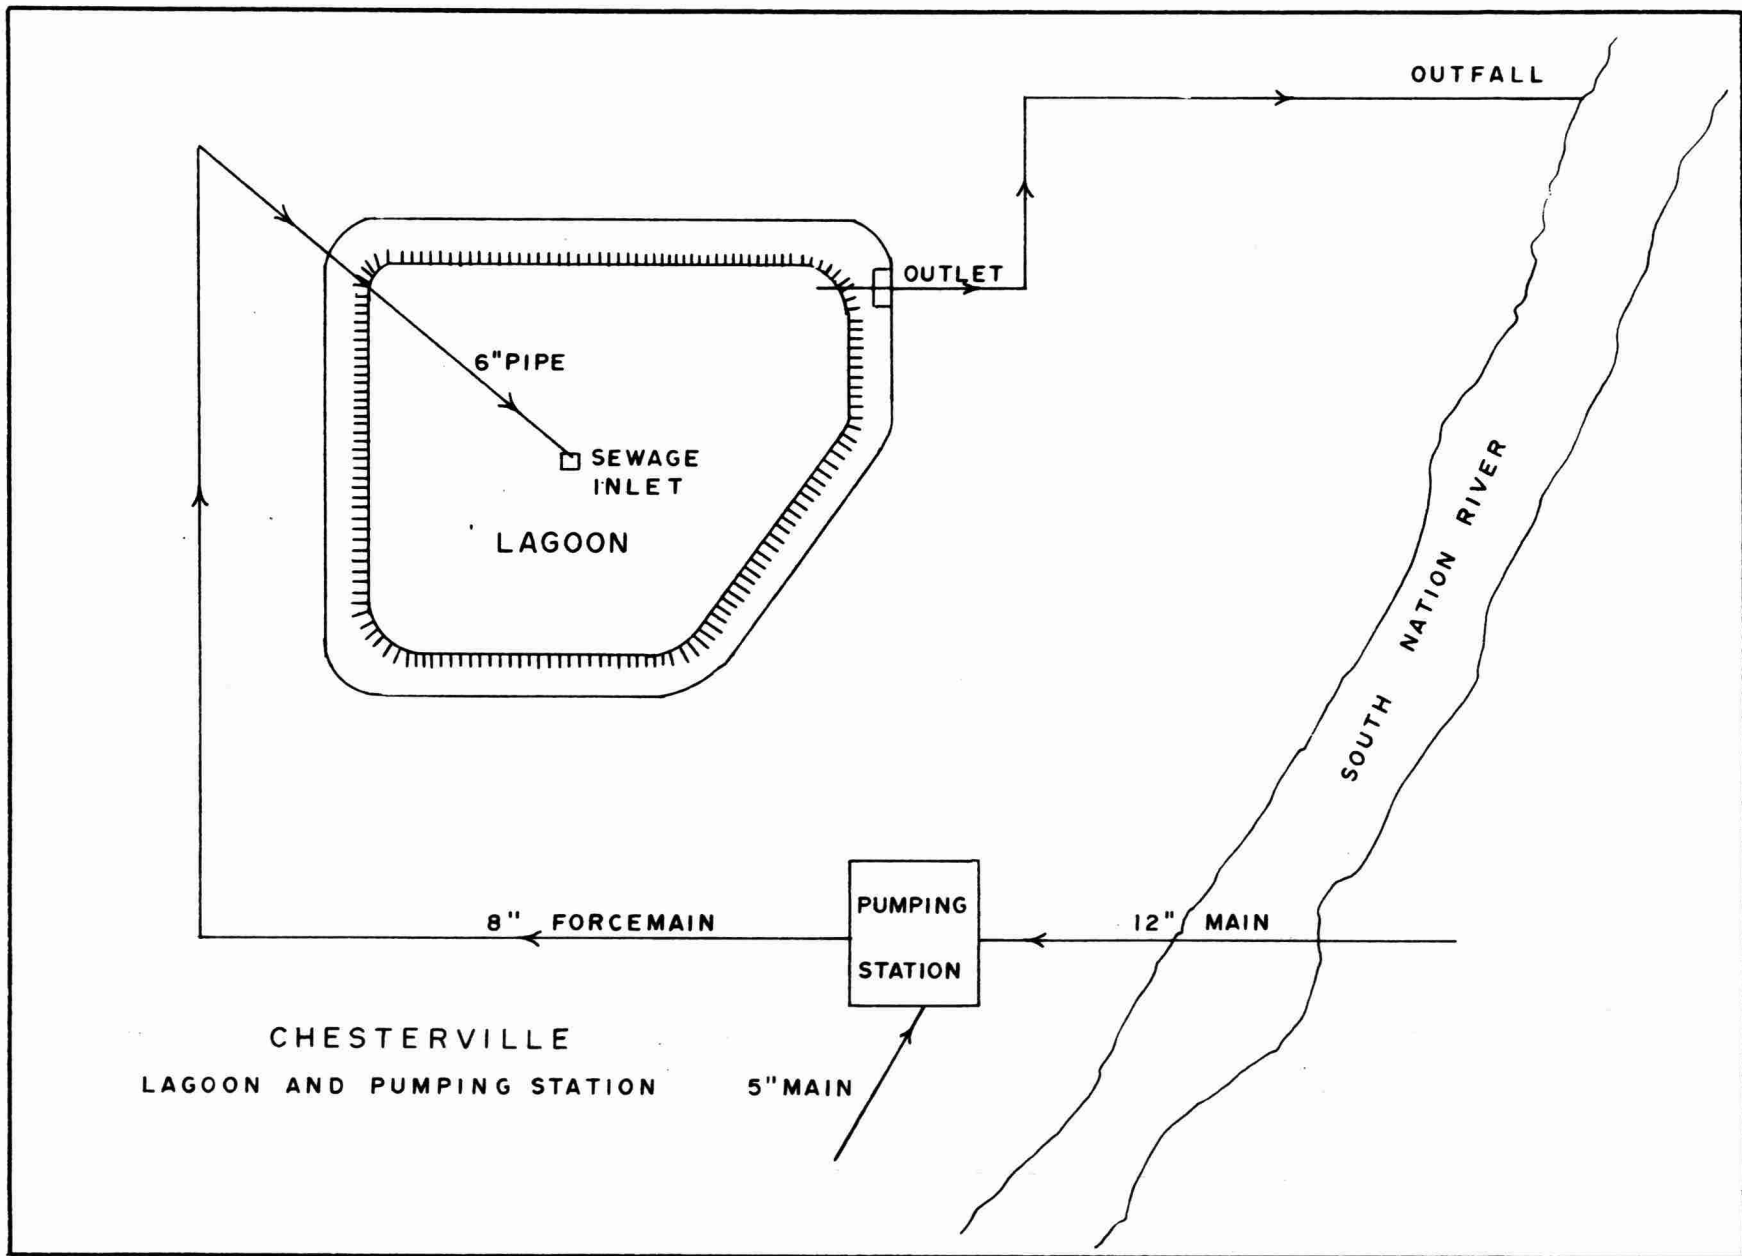 OUTFALL
OUTLET
6" PIPE
SEWAGE
INLET
LAGOON
SOUTH NATION RIVER
PUMPING
STATION
8" FORCEMAIN
12" MAIN
CHESTERVILLE
LAGOON AND PUMPING STATION
5" MAIN